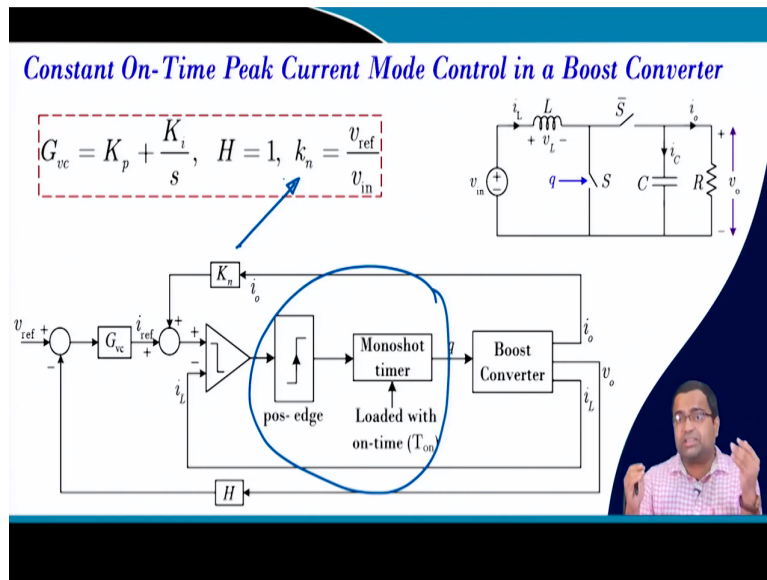 Constant On-Time Peak Current Mode Control in a Boost Converter
G_vc = K_p + K_i/s, H = 1, k_n = v_ref/v_in
i_L L S̅ i_o
+ v_L − i_c +
v_in + − q S C R v_o
−
K_n i_o
v_ref + G_vc i_ref + + + Monoshot timer q Boost Converter i_o
− − v_o
i_L i_L
pos- edge Loaded with
on-time (T_on)
H